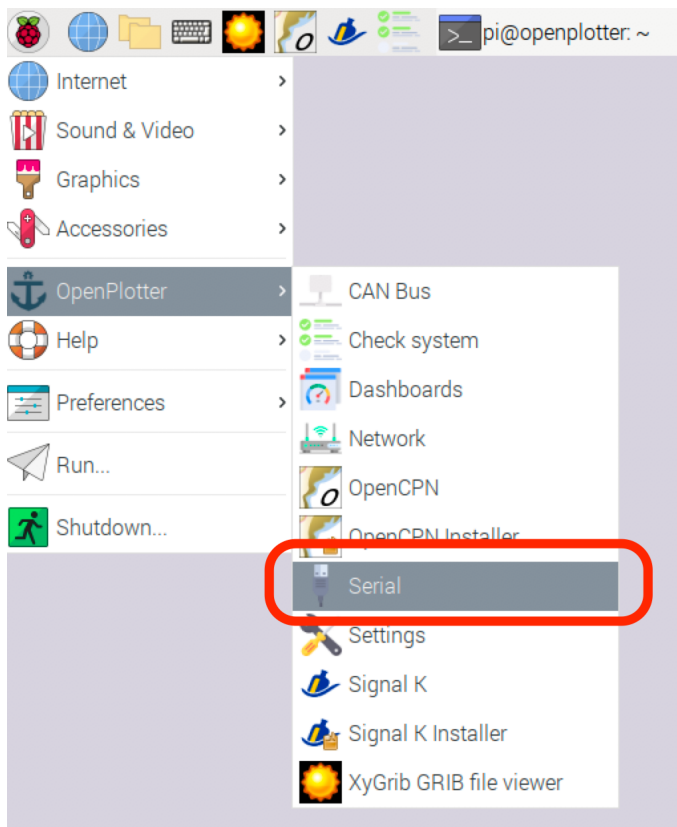 pi@openplotter: ~
Internet
Sound & Video
Graphics
Accessories
OpenPlotter
Help
Preferences
Run...
Shutdown...
CAN Bus
Check system
Dashboards
Network
OpenCPN
OpenCPN Installer
Serial
Settings
Signal K
Signal K Installer
XyGrib GRIB file viewer